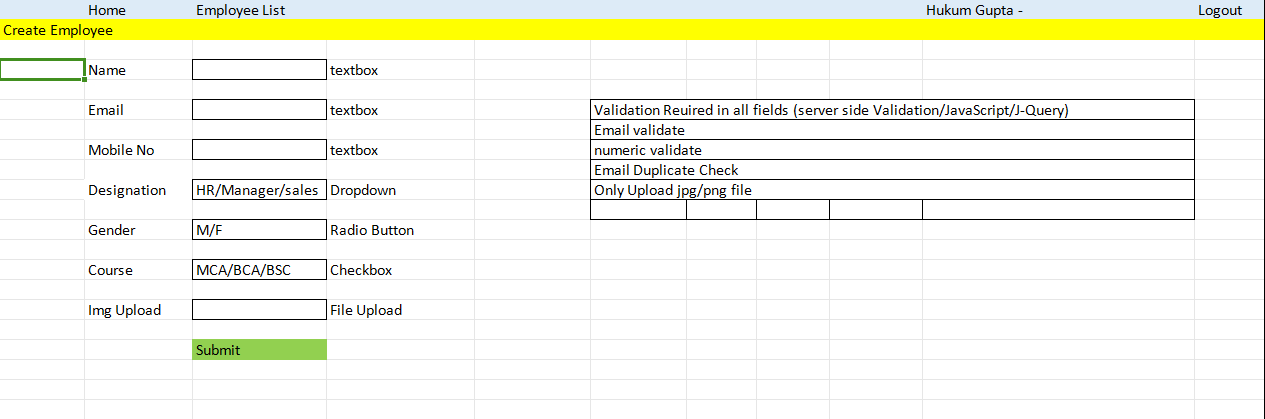 Home Employee List Hukum Gupta - Logout
Create Employee
Name textbox
Email textbox Validation Reuired in all fields (server side Validation/JavaScript/J-Query)
Email validate
Mobile No textbox numeric validate
Email Duplicate Check
Designation HR/Manager/sales Dropdown Only Upload jpg/png file
Gender M/F Radio Button
Course MCA/BCA/BSC Checkbox
Img Upload File Upload
Submit